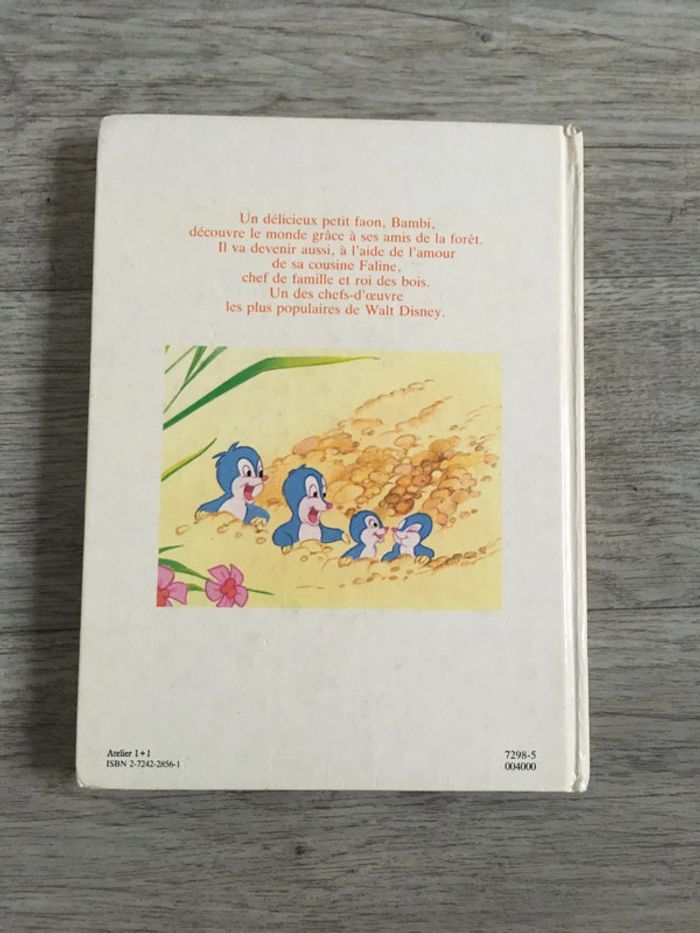 Un délicieux petit faon, Bambi,
découvre le monde grâce à ses amis de la forêt.
Il va devenir aussi, à l'aide de l'amour
de sa cousine Faline,
chef de famille et roi des bois.
Un des chefs-d'œuvre
les plus populaires de Walt Disney.
Atelier 1+1
ISBN 2-7242-2856-1
7298-5
004000